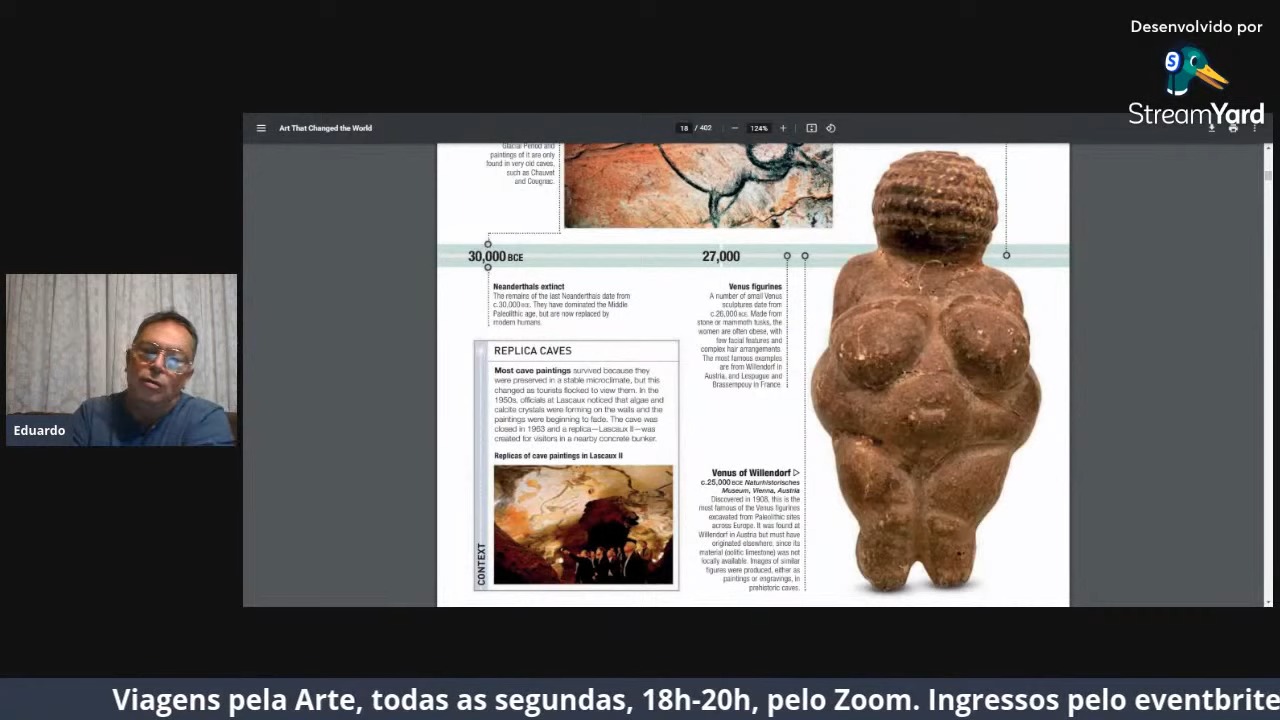 Desenvolvido por
StreamYard
Art That Changed the World
18 / 402
124%
Glacial Period and
paintings of it are only
found in very old caves,
such as Chauvet
and Cougnac.
30,000 BCE
27,000
Neanderthals extinct
The remains of the last Neanderthals date from
c.30,000 BCE. They have dominated the Middle
Paleolithic age, but are now replaced by
modern humans.
Venus figurines
A number of small Venus
sculptures date from
c.26,000 BCE. Made from
stone or mammoth tusks, the
women are often obese, with
few facial features and
complex hair arrangements.
The most famous examples
are from Willendorf in
Austria, and Lespugue and
Brassempouy in France.
REPLICA CAVES
Most cave paintings survived because they
were preserved in a stable microclimate, but this
changed as tourists flocked to view them. In the
1950s, officials at Lascaux noticed that algae and
calcite crystals were forming on the walls and the
paintings were beginning to fade. The cave was
closed in 1963 and a replica—Lascaux II—was
created for visitors in a nearby concrete bunker.
Replicas of cave paintings in Lascaux II
CONTEXT
Venus of Willendorf ▷
c.25,000 BCE Naturhistorisches
Museum, Vienna, Austria
Discovered in 1908, this is the
most famous of the Venus figurines
excavated from Paleolithic sites
across Europe. It was found at
Willendorf in Austria but must have
originated elsewhere, since its
material (oolitic limestone) was not
locally available. Images of similar
figures were produced, either as
paintings or engravings, in
prehistoric caves.
Eduardo
Viagens pela Arte, todas as segundas, 18h-20h, pelo Zoom. Ingressos pelo eventbrite